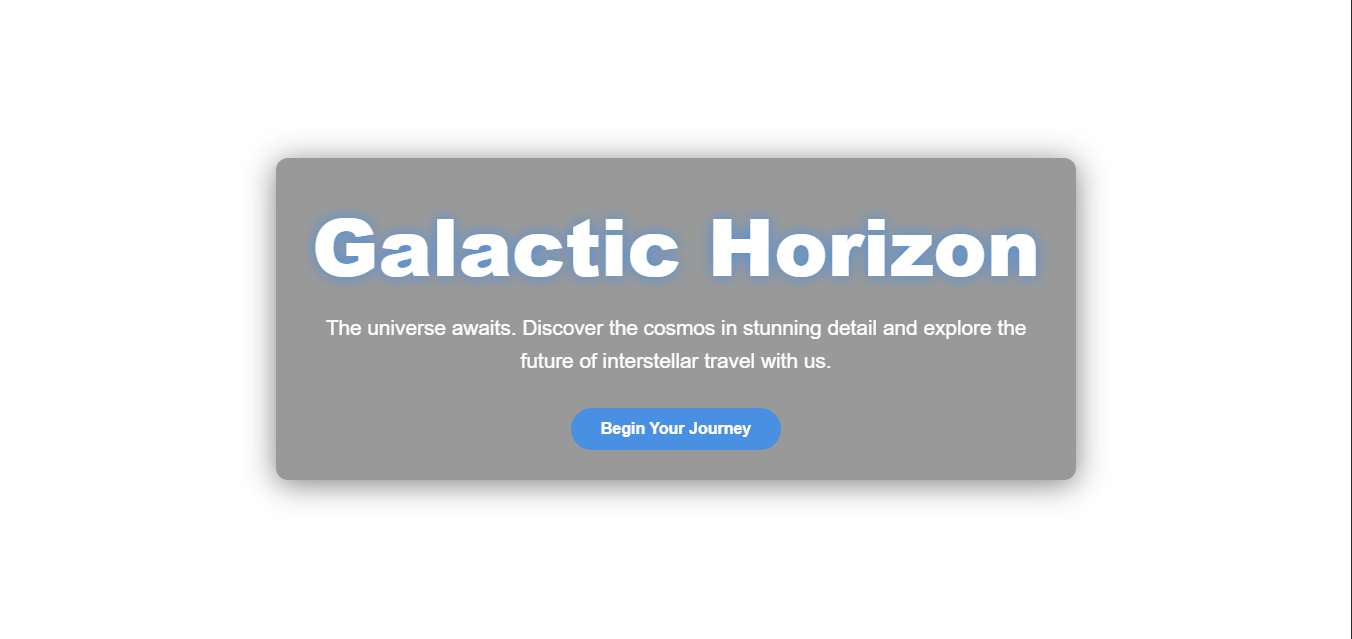 Galactic Horizon
The universe awaits. Discover the cosmos in stunning detail and explore the
future of interstellar travel with us.
Begin Your Journey